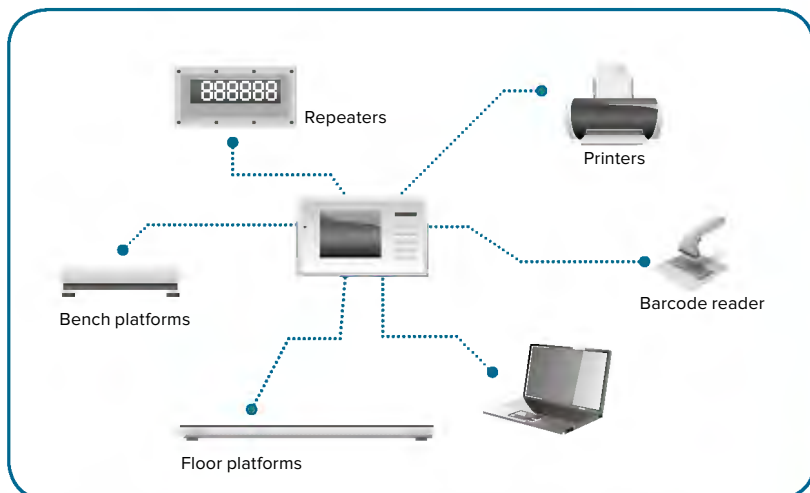 888888
Repeaters
Printers
Bench platforms
Barcode reader
Floor platforms